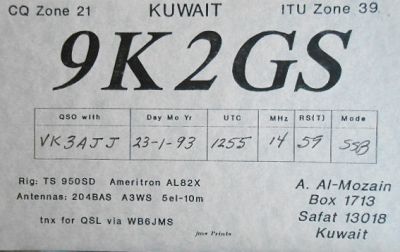 CQ Zone 21 KUWAIT ITU Zone 39
9K2GS
QSO with Day Mo Yr UTC MHz RS(T) Mode
VK3AJJ 23-1-93 1255 14 59 SSB
Rig: TS 950SD Ameritron AL82X
Antennas: 204BAS A3WS 5el-10m
tnx for QSL via WB6JMS
A. Al-Mozain
Box 1713
Safat 13018
Kuwait